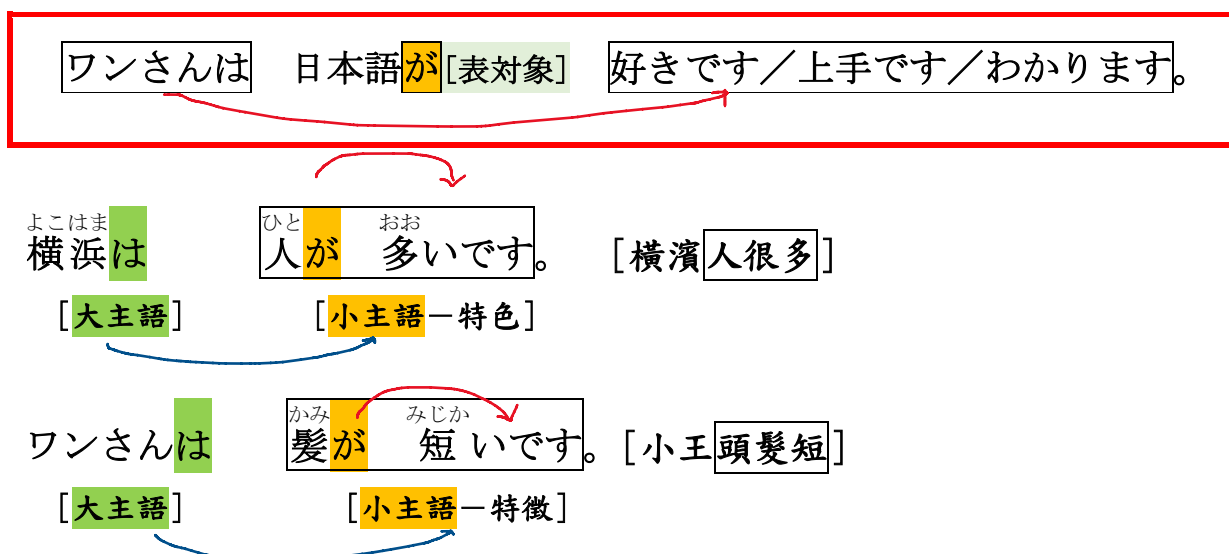 ワンさんは 日本語が[表対象] 好きです／上手です／わかります。
よこはま ひと おお
横浜は 人が 多いです。 [橫濱人很多]
[大主語] [小主語－特色]
かみ みじか
ワンさんは 髪が 短いです。[小王頭髮短]
[大主語] [小主語－特徵]